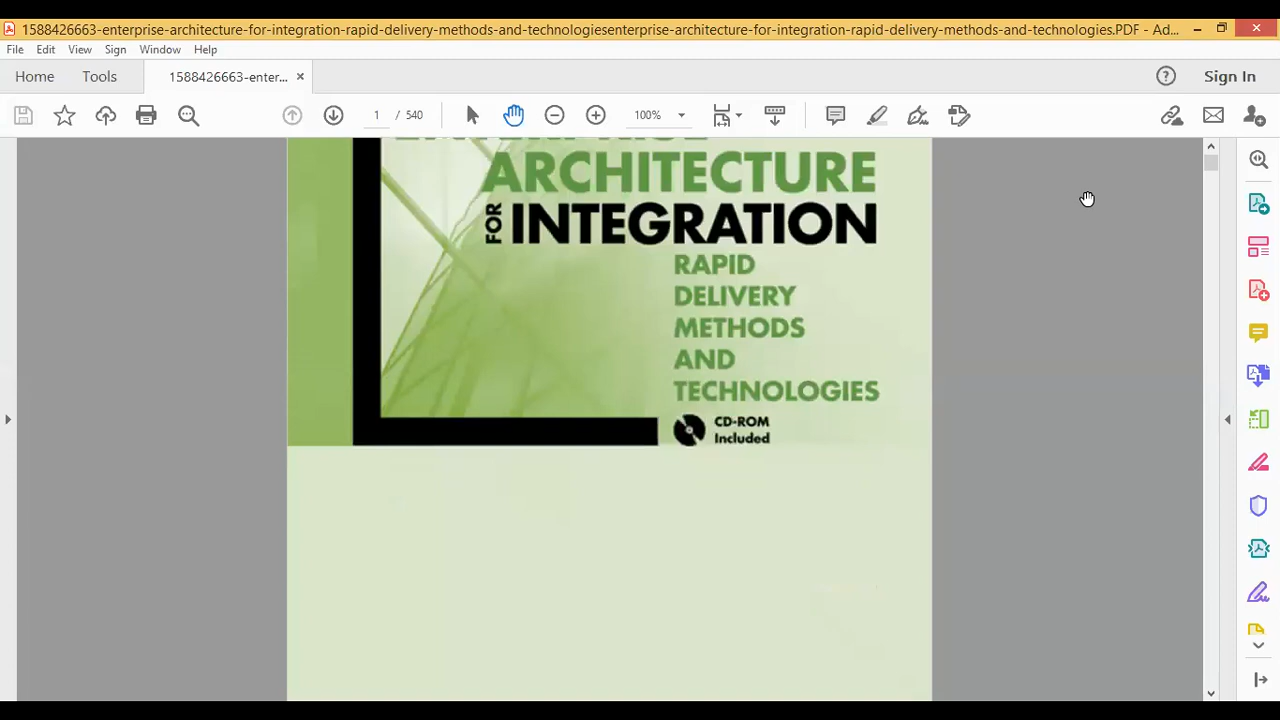 1588426663-enterprise-architecture-for-integration-rapid-delivery-methods-and-technologiesenterprise-architecture-for-integration-rapid-delivery-methods-and-technologies.PDF - Ad...
File Edit View Sign Window Help
Home Tools 1588426663-enter... × Sign In
1 / 540 100%
ENTERPRISE
ARCHITECTURE
FOR INTEGRATION
RAPID
DELIVERY
METHODS
AND
TECHNOLOGIES
CD-ROM
Included